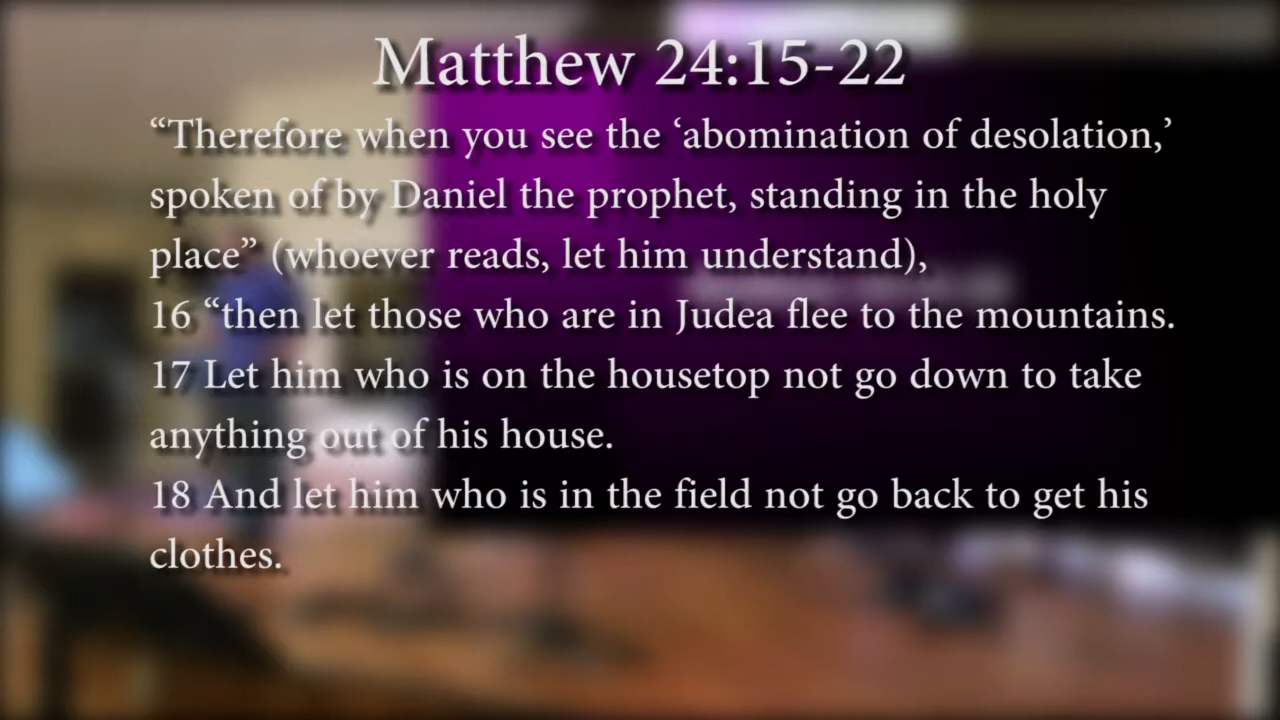 Matthew 24:15-22
“Therefore when you see the ‘abomination of desolation,’
spoken of by Daniel the prophet, standing in the holy
place” (whoever reads, let him understand),
16 “then let those who are in Judea flee to the mountains.
17 Let him who is on the housetop not go down to take
anything out of his house.
18 And let him who is in the field not go back to get his
clothes.